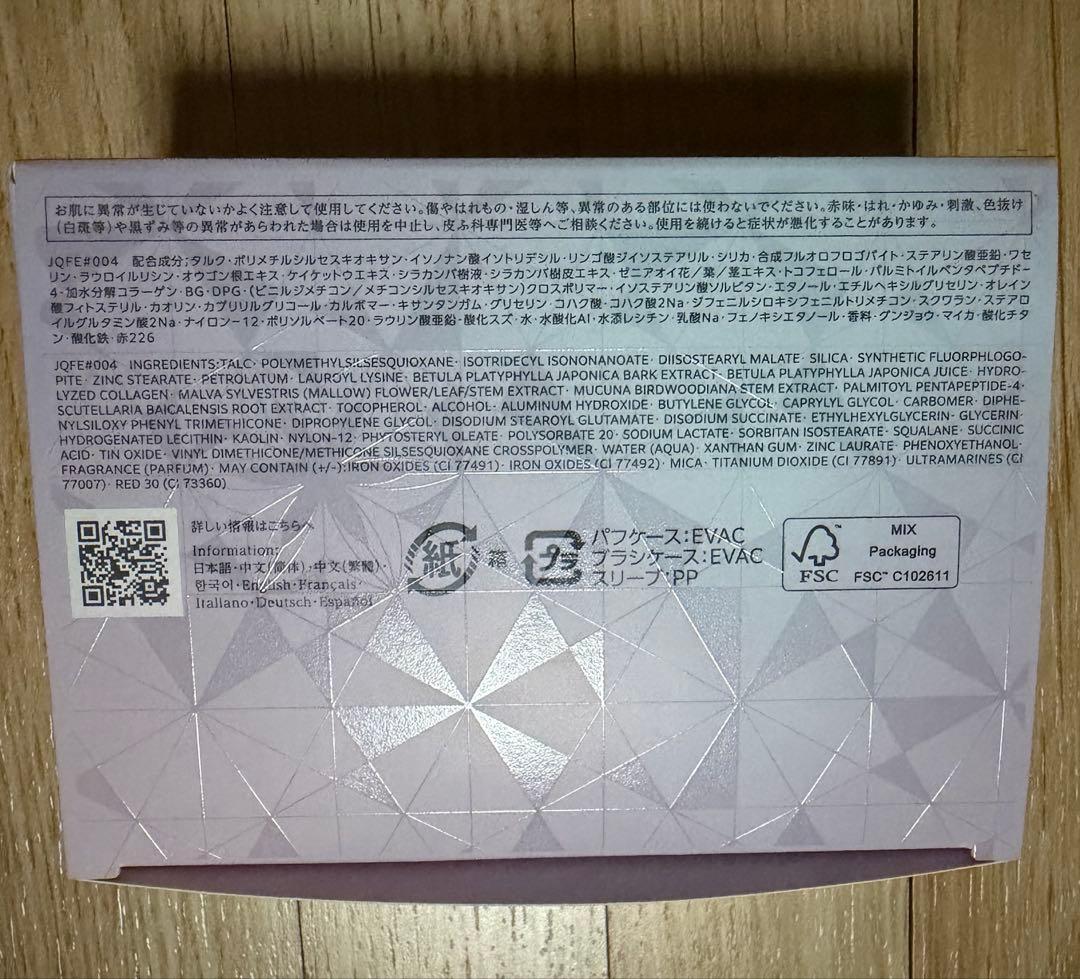 お肌に異常が生じていないかよく注意して使用してください。傷やはれもの・湿しん等、異常のある部位には使わないでください。赤味・はれ・かゆみ・刺激、色抜け
(白斑等)や黒ずみ等の異常があらわれた場合は使用を中止し、皮ふ科専門医等へご相談ください。使用を続けると症状が悪化することがあります。
JQFE#004 配合成分;タルク・ポリメチルシルセスキオキサン・イソノナン酸イソトリデシル・リンゴ酸ジイソステアリル・シリカ・合成フルオロフロゴパイト・ステアリン酸亜鉛・ワセ
リン・ラウロイルリシン・オウゴン根エキス・ケイケットウエキス・シラカンバ樹液・シラカンバ樹皮エキス・ゼニアオイ花/葉/茎エキス・トコフェロール・パルミトイルペンタペプチド-
4・加水分解コラーゲン・BG・DPG・(ビニルジメチコン/メチコンシルセスキオキサン)クロスポリマー・イソステアリン酸ソルビタン・エタノール・エチルヘキシルグリセリン・オレイン
酸フィトステリル・カオリン・カプリリルグリコール・カルボマー・キサンタンガム・グリセリン・コハク酸・コハク酸2Na・ジフェニルシロキシフェニルトリメチコン・スクワラン・ステアロ
イルグルタミン酸2Na・ナイロン-12・ポリソルベート20・ラウリン酸亜鉛・酸化スズ・水・水酸化Al・水添レシチン・乳酸Na・フェノキシエタノール・香料・グンジョウ・マイカ・酸化チタ
ン・酸化鉄・赤226
JQFE#004 INGREDIENTS:TALC· POLYMETHYLSILSESQUIOXANE· ISOTRIDECYL ISONONANOATE· DIISOSTEARYL MALATE· SILICA· SYNTHETIC FLUORPHLOGO-
PITE· ZINC STEARATE· PETROLATUM· LAUROYL LYSINE· BETULA PLATYPHYLLA JAPONICA BARK EXTRACT· BETULA PLATYPHYLLA JAPONICA JUICE· HYDRO-
LYZED COLLAGEN· MALVA SYLVESTRIS (MALLOW) FLOWER/LEAF/STEM EXTRACT· MUCUNA BIRDWOODIANA STEM EXTRACT· PALMITOYL PENTAPEPTIDE-4·
SCUTELLARIA BAICALENSIS ROOT EXTRACT· TOCOPHEROL· ALCOHOL· ALUMINUM HYDROXIDE· BUTYLENE GLYCOL· CAPRYLYL GLYCOL· CARBOMER· DIPHE-
NYLSILOXY PHENYL TRIMETHICONE· DIPROPYLENE GLYCOL· DISODIUM STEAROYL GLUTAMATE· DISODIUM SUCCINATE· ETHYLHEXYLGLYCERIN· GLYCERIN·
HYDROGENATED LECITHIN· KAOLIN· NYLON-12· PHYTOSTERYL OLEATE· POLYSORBATE 20· SODIUM LACTATE· SORBITAN ISOSTEARATE· SQUALANE· SUCCINIC
ACID· TIN OXIDE· VINYL DIMETHICONE/METHICONE SILSESQUIOXANE CROSSPOLYMER· WATER (AQUA)· XANTHAN GUM· ZINC LAURATE· PHENOXYETHANOL·
FRAGRANCE (PARFUM)· MAY CONTAIN (+/-):IRON OXIDES (CI 77491)· IRON OXIDES (CI 77492)· MICA· TITANIUM DIOXIDE (CI 77891)· ULTRAMARINES (CI
77007)· RED 30 (CI 73360)
詳しい情報はこちらへ
Information:
日本語・中文(简体)・中文(繁體)・
한국어·English·Français·
Italiano·Deutsch·Español
紙 箱
プラ
パフケース:EVAC
ブラシケース:EVAC
スリーブ:PP
FSC™
MIX
Packaging
FSC™ C102611